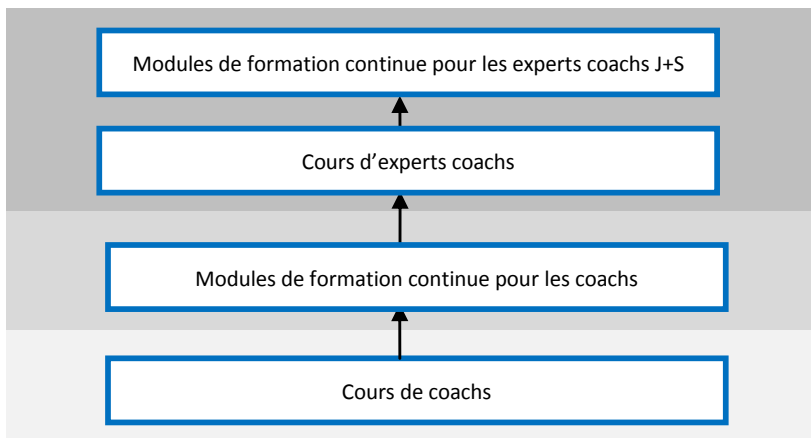 Modules de formation continue pour les experts coachs J+S
Cours d’experts coachs
Modules de formation continue pour les coachs
Cours de coachs